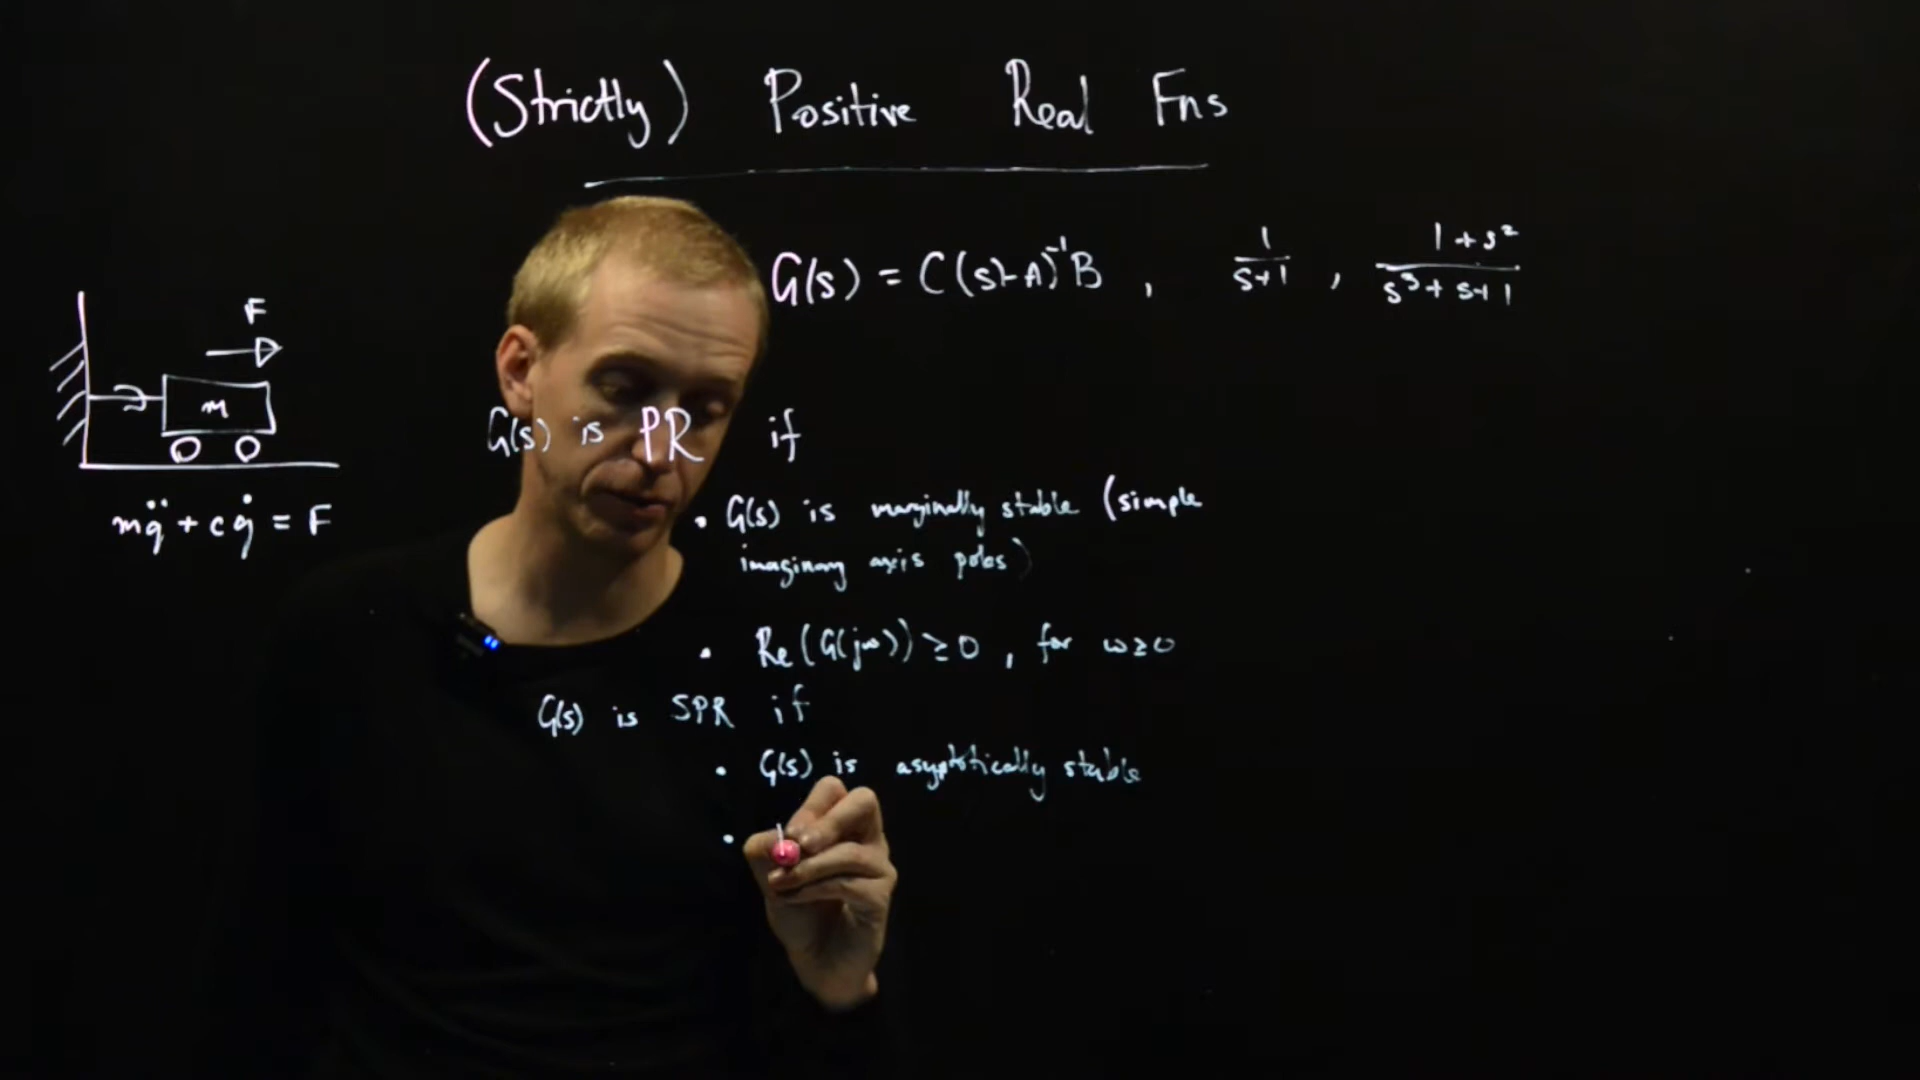 (Strictly) Positive Real Fns
G(s) = C(sI-A)⁻¹B , 1/(s+1) , (1+s²)/(s³+s+1)
F
m
mq̈ + cq̇ = F
G(s) is PR if
• G(s) is marginally stable (simple
imaginary axis poles)
• Re(G(jω)) ≥ 0 , for ω≥0
G(s) is SPR if
• G(s) is asyptotically stable
•